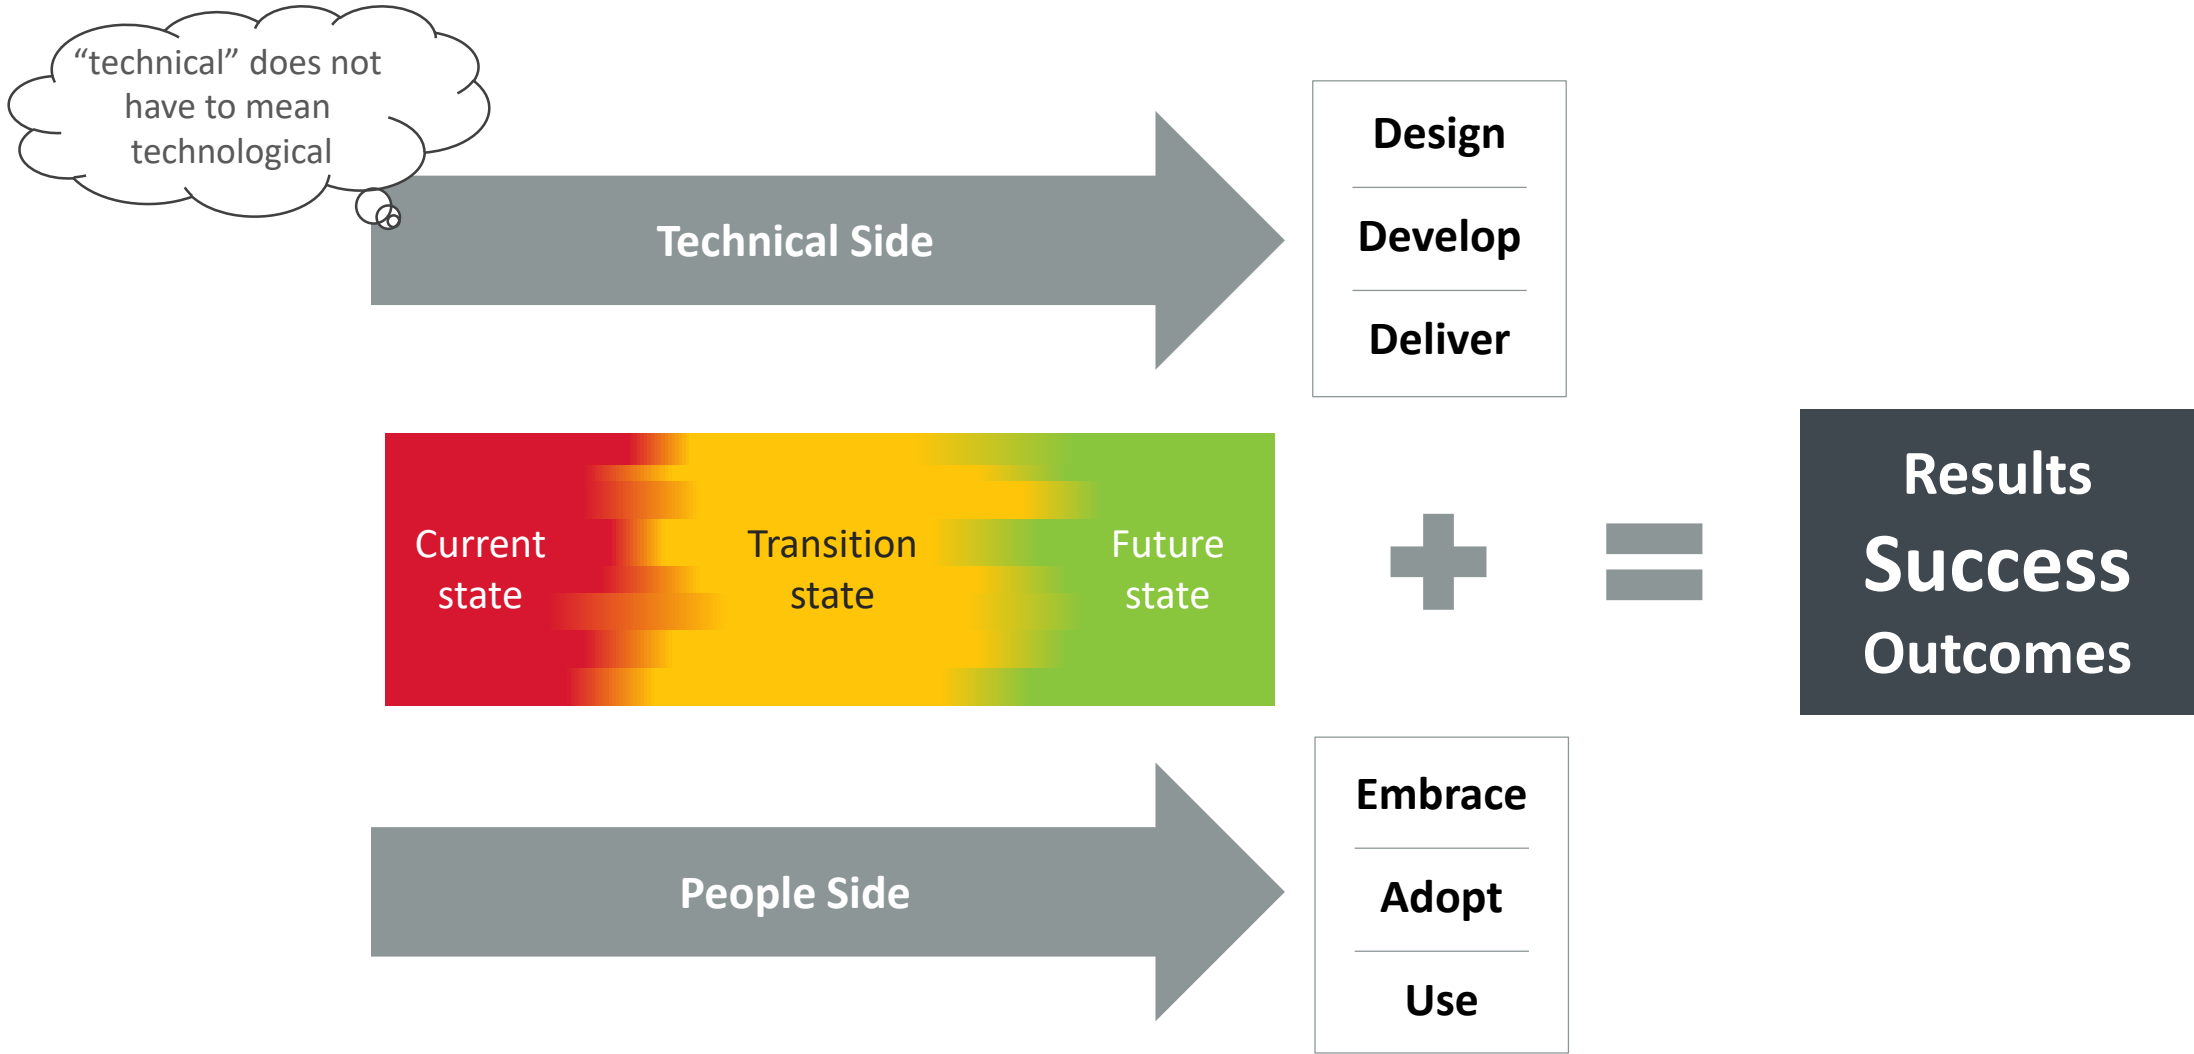 “technical” does not
have to mean
technological
Technical Side
Design
Develop
Deliver
Current
state
Transition
state
Future
state
Results
Success
Outcomes
People Side
Embrace
Adopt
Use